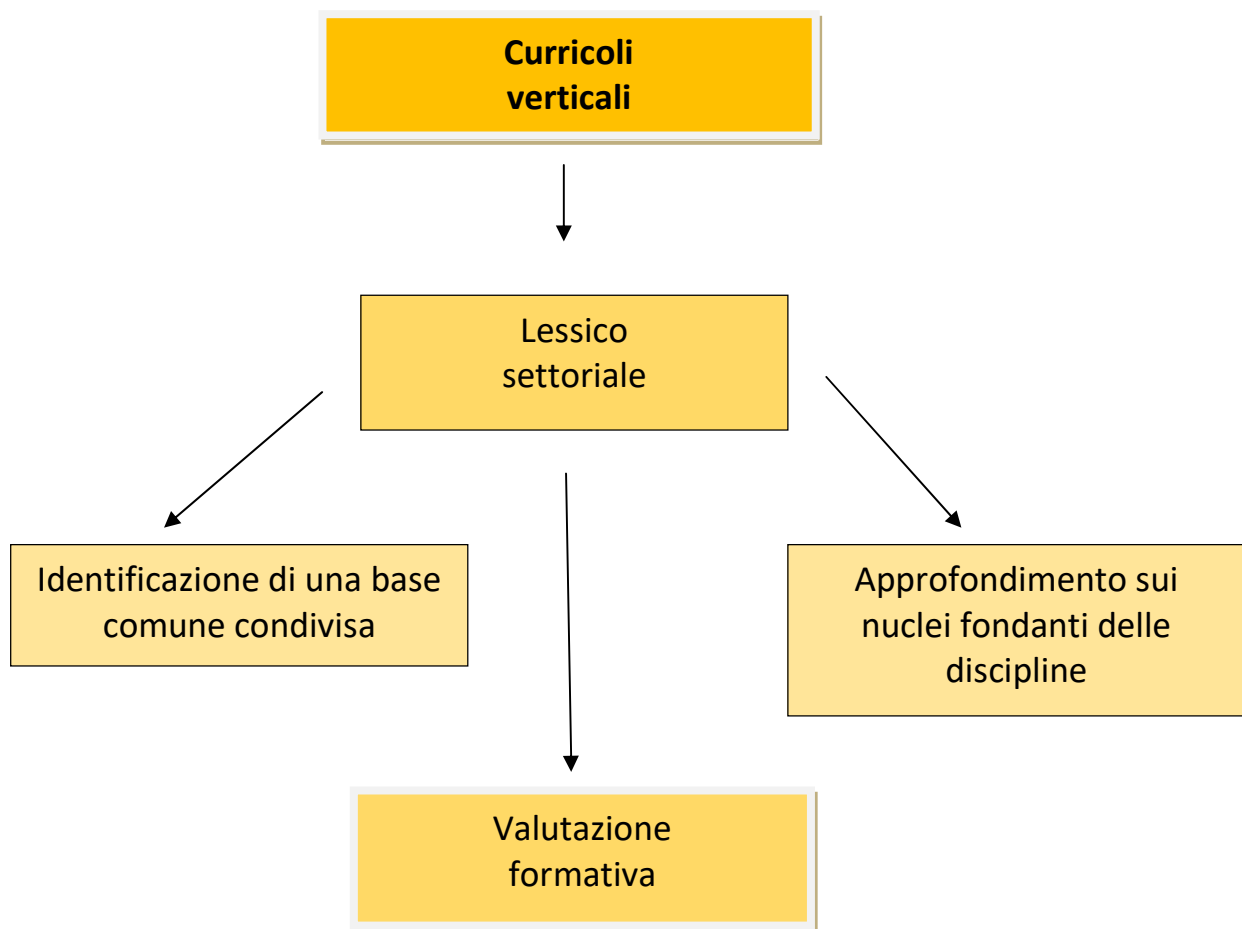 Curricoli
verticali
Lessico
settoriale
Identificazione di una base
comune condivisa
Approfondimento sui
nuclei fondanti delle
discipline
Valutazione
formativa